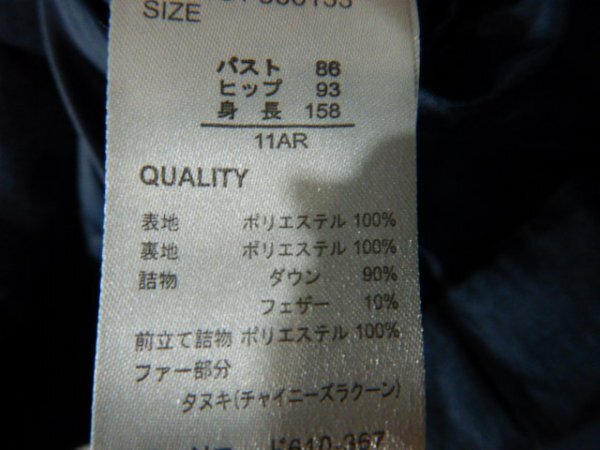 SIZE
バスト 86
ヒップ 93
身長 158
11AR
QUALITY
表地 ポリエステル 100%
裏地 ポリエステル 100%
詰物 ダウン 90%
フェザー 10%
前立て詰物 ポリエステル 100%
ファー部分
タヌキ(チャイニーズラクーン)